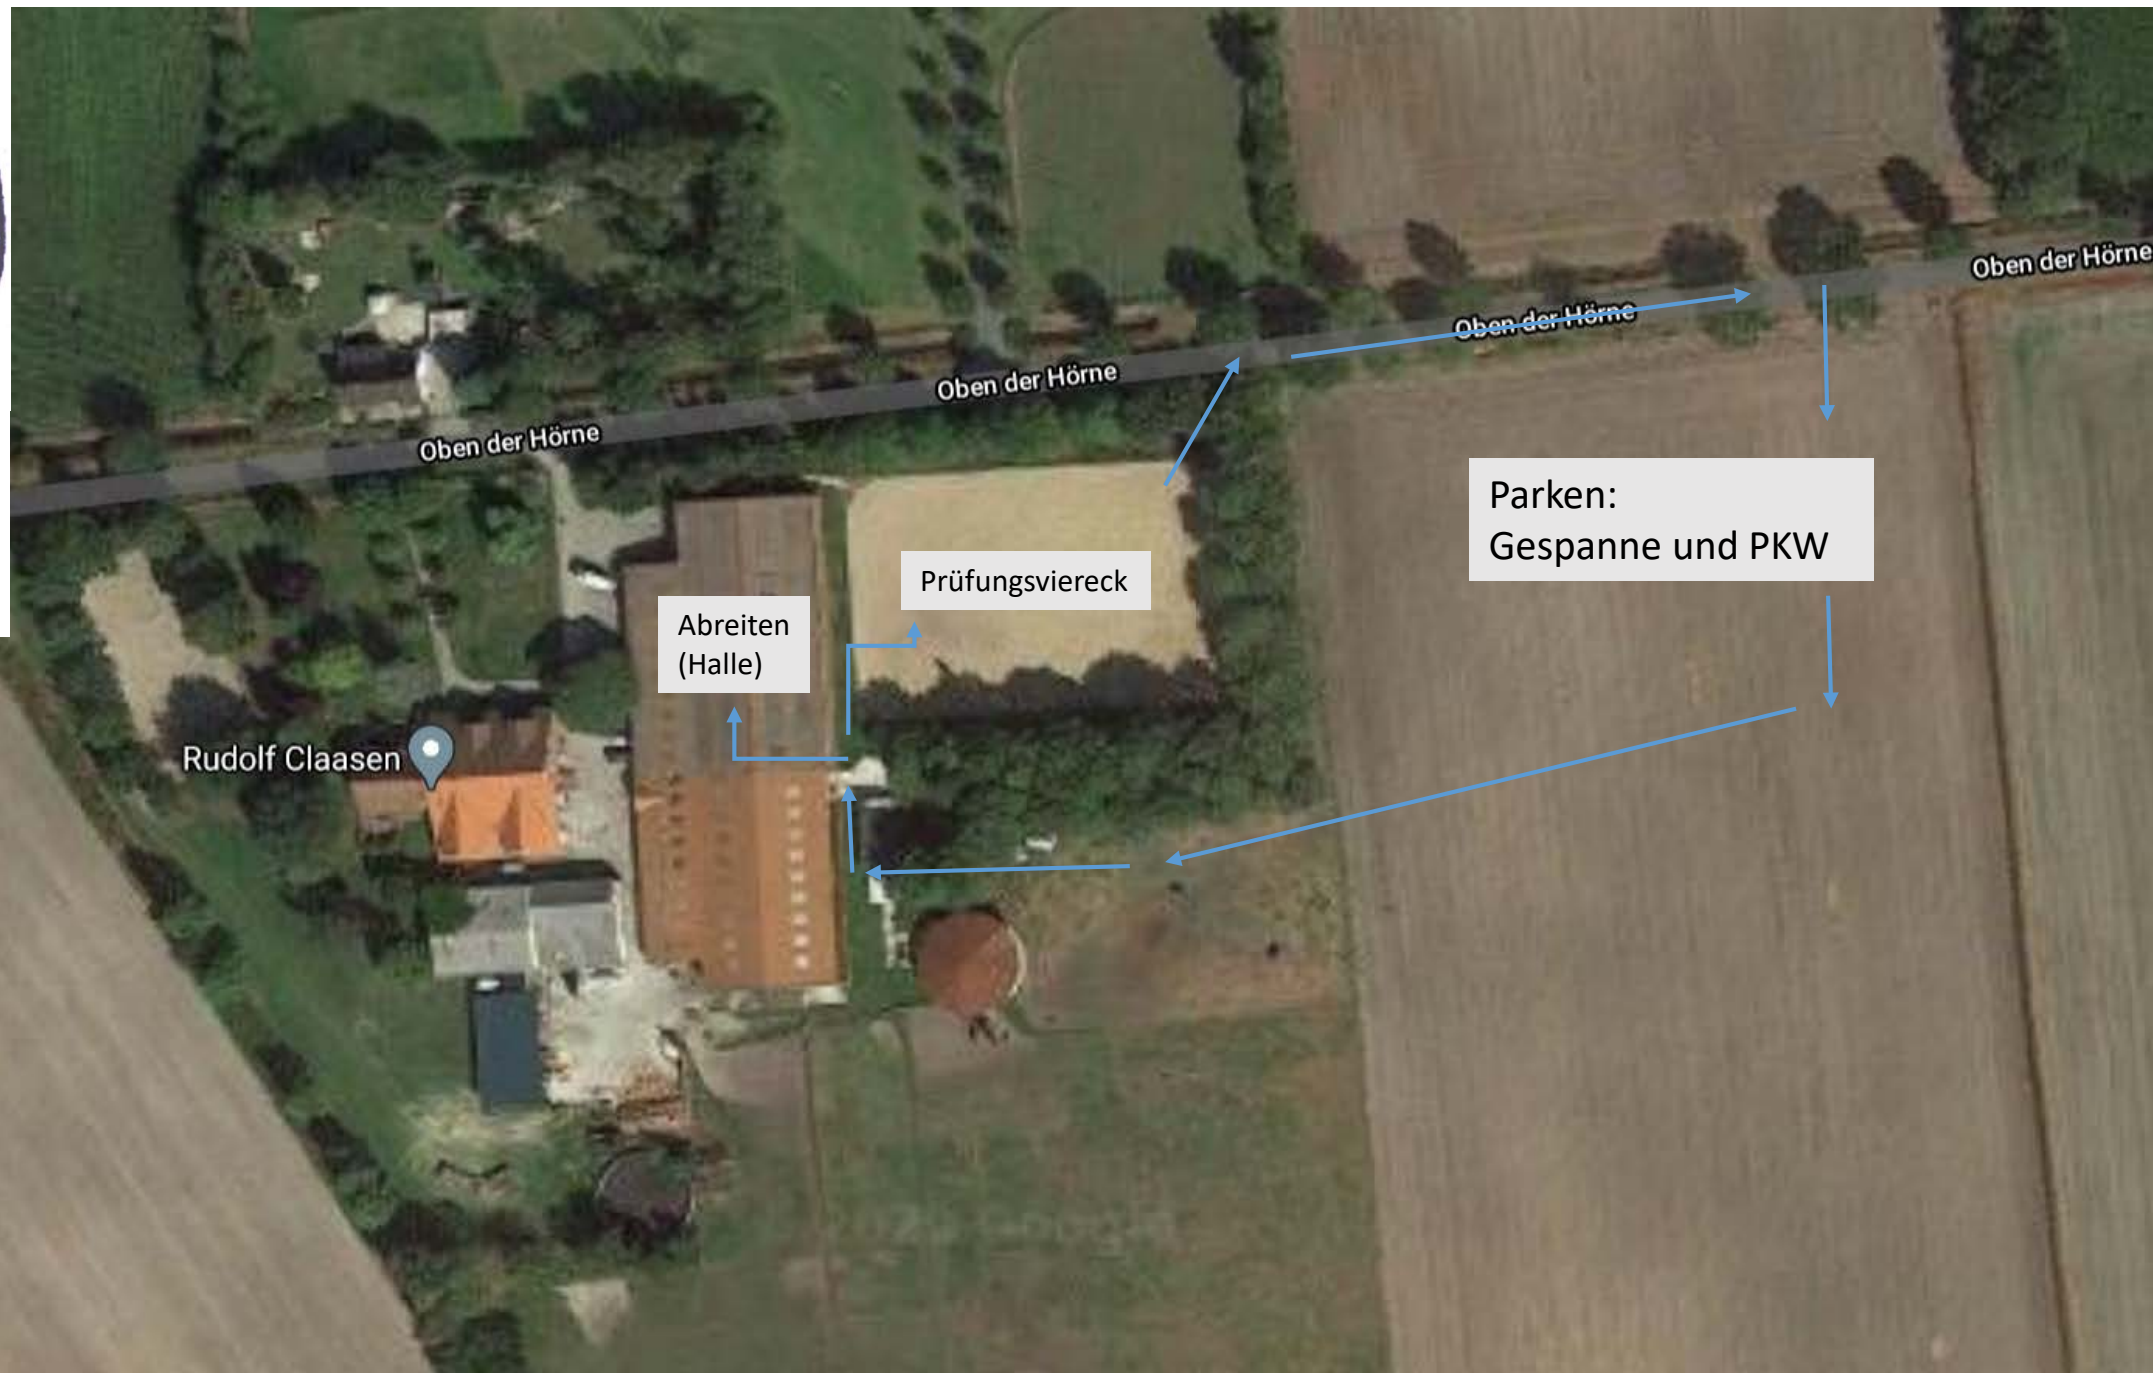 Oben der Hörne
Oben der Hörne
Oben der Hörne
Oben der Hörne
Parken:
Gespanne und PKW
Prüfungsviereck
Abreiten
(Halle)
Rudolf Claasen